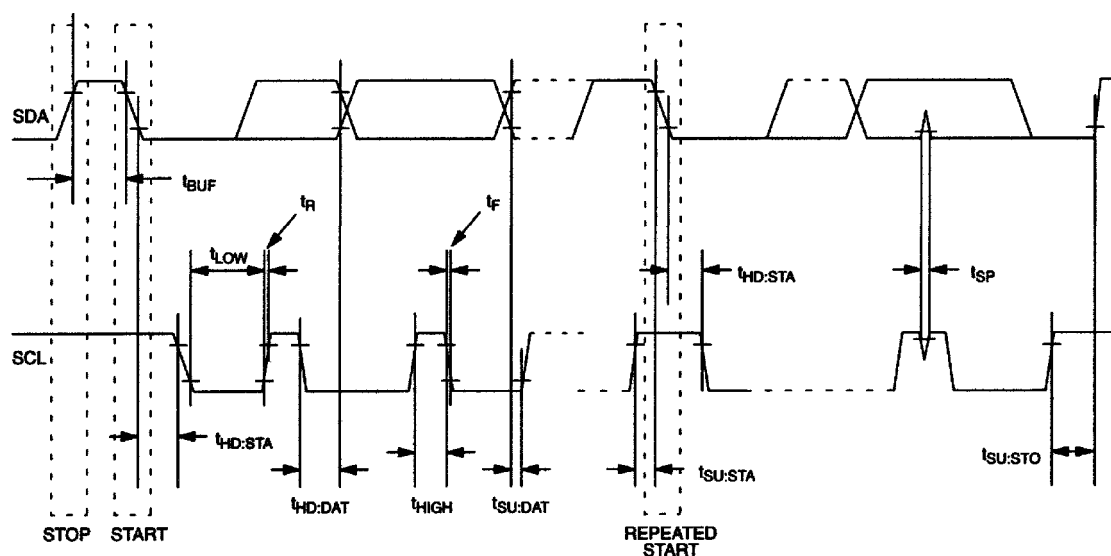 SDA
tBUF
tR
tF
tLOW
tHD:STA
tSP
SCL
tHD:STA
tSU:STA
tSU:STO
tHD:DAT
tHIGH
tSU:DAT
STOP
START
REPEATED
START